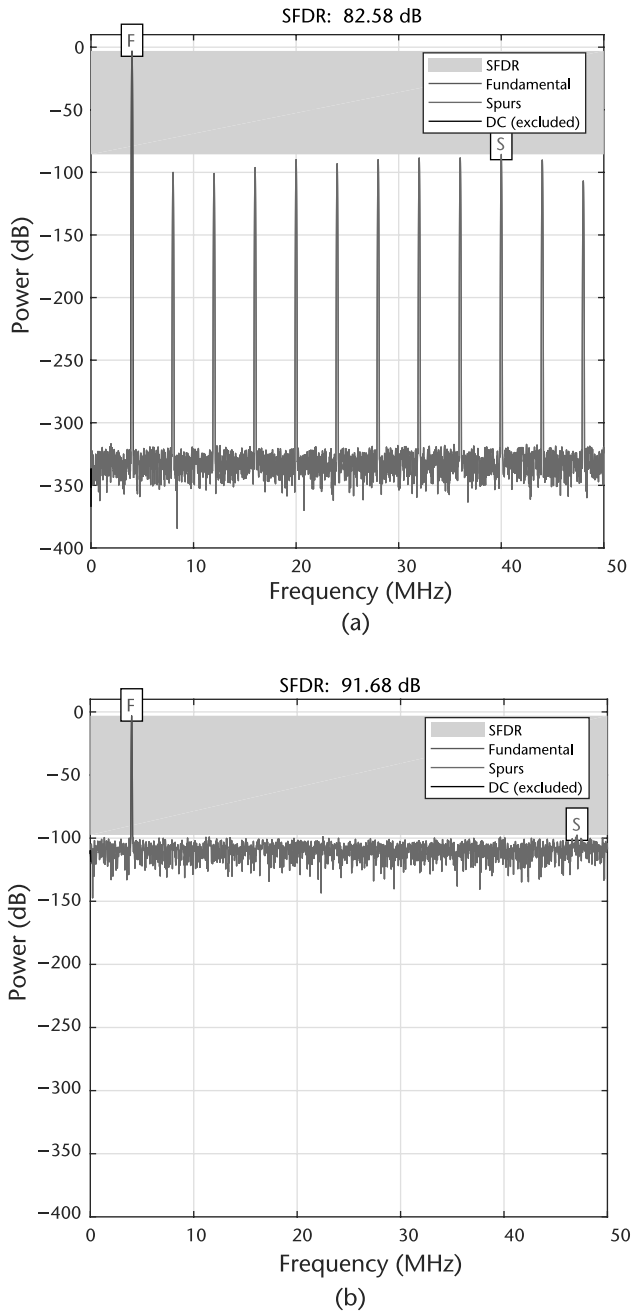 SFDR: 82.58 dB
F
0
−50
−100
−150
−200
−250
−300
−350
−400
Power (dB)
SFDR
Fundamental
Spurs
DC (excluded)
S
0 10 20 30 40 50
Frequency (MHz)
(a)
SFDR: 91.68 dB
F
0
−50
−100
−150
−200
−250
−300
−350
−400
Power (dB)
SFDR
Fundamental
Spurs
DC (excluded)
S
0 10 20 30 40 50
Frequency (MHz)
(b)